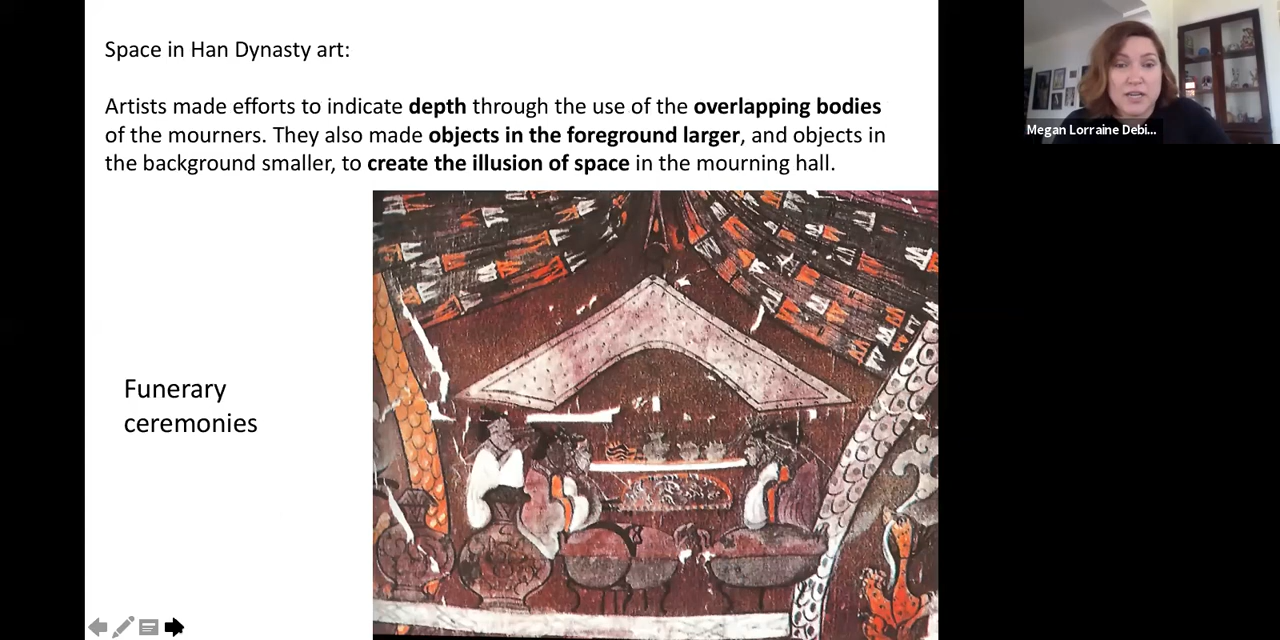 Space in Han Dynasty art:
Artists made efforts to indicate depth through the use of the overlapping bodies
of the mourners. They also made objects in the foreground larger, and objects in
the background smaller, to create the illusion of space in the mourning hall.
Megan Lorraine Debi...
Funerary
ceremonies